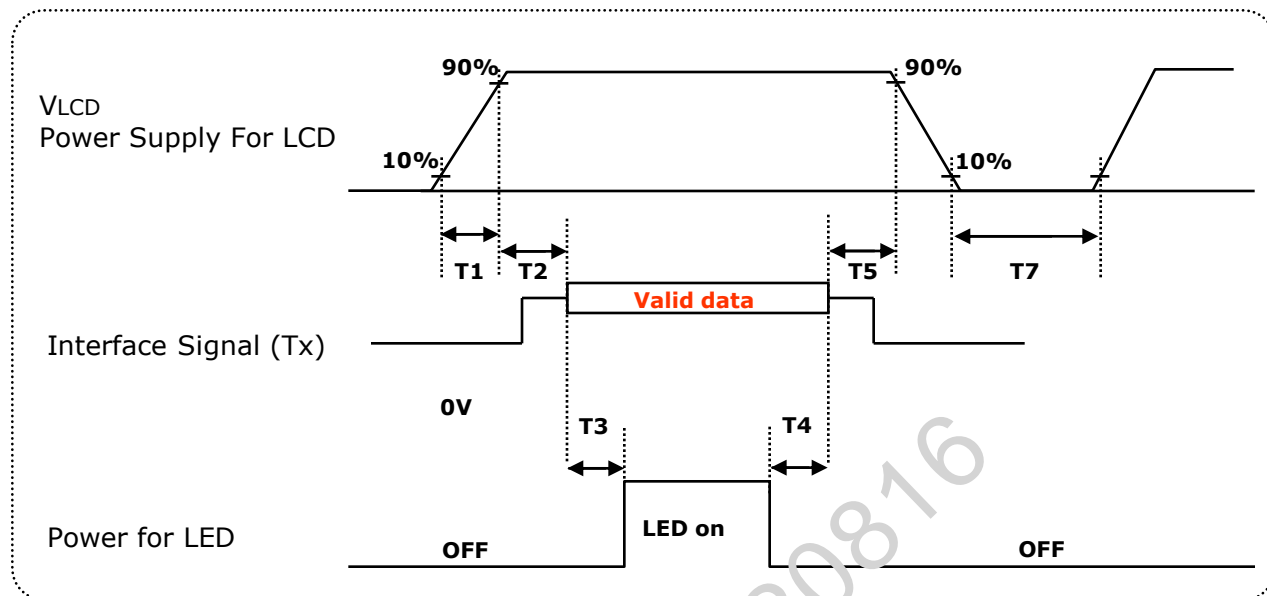 90%
90%
VLCD
Power Supply For LCD
10%
10%
T1
T2
T5
T7
Valid data
Interface Signal (Tx)
0V
T3
T4
LED on
Power for LED
OFF
OFF
0816